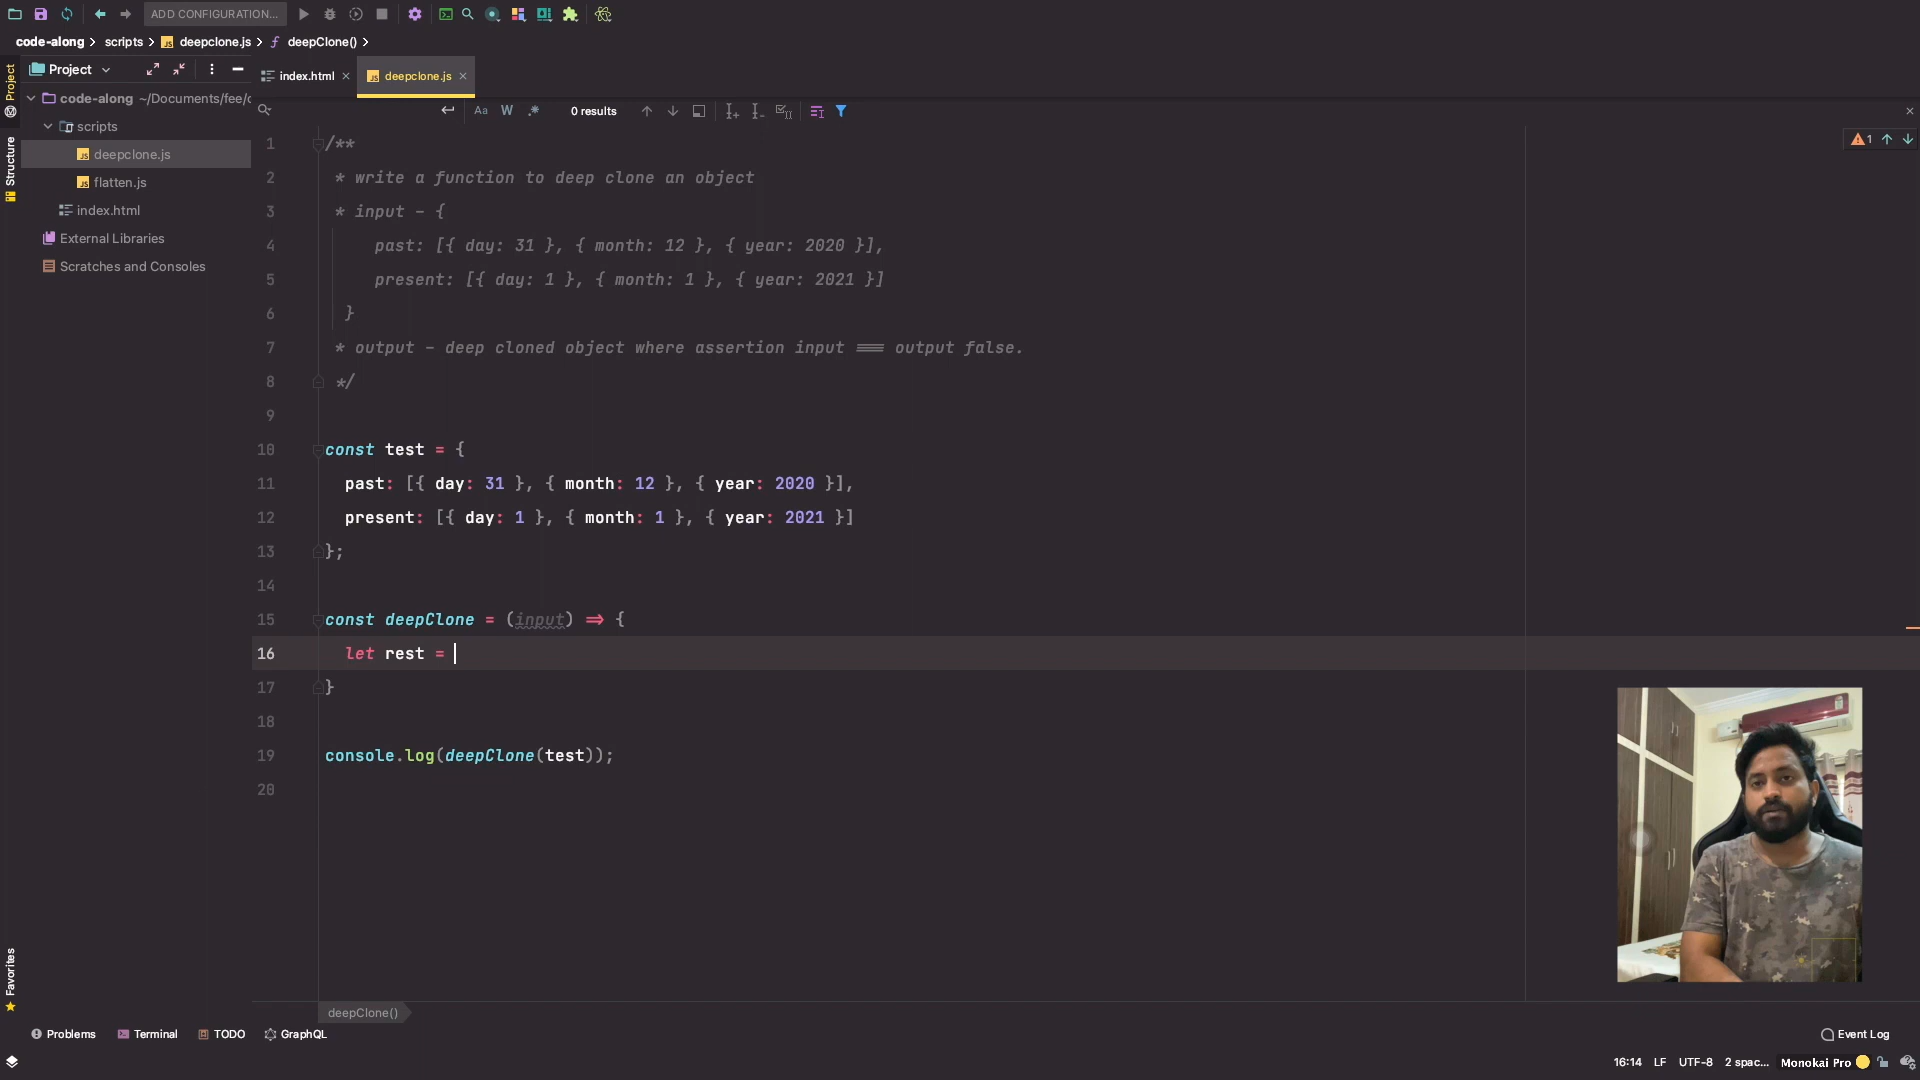 ADD CONFIGURATION...
code-along > scripts > deepclone.js > deepClone() >
Project
index.html
deepclone.js
code-along ~/Documents/fee/c
scripts
deepclone.js
flatten.js
index.html
External Libraries
Scratches and Consoles
Project
Structure
Favorites
Aa W .* 0 results
1
1 /**
2 * write a function to deep clone an object
3 * input - {
4 past: [{ day: 31 }, { month: 12 }, { year: 2020 }],
5 present: [{ day: 1 }, { month: 1 }, { year: 2021 }]
6 }
7 * output - deep cloned object where assertion input === output false.
8 */
9
10 const test = {
11 past: [{ day: 31 }, { month: 12 }, { year: 2020 }],
12 present: [{ day: 1 }, { month: 1 }, { year: 2021 }]
13 };
14
15 const deepClone = (input) => {
16 let rest =
17 }
18
19 console.log(deepClone(test));
20
deepClone()
Problems Terminal TODO GraphQL Event Log
16:14 LF UTF-8 2 spac... Monokai Pro